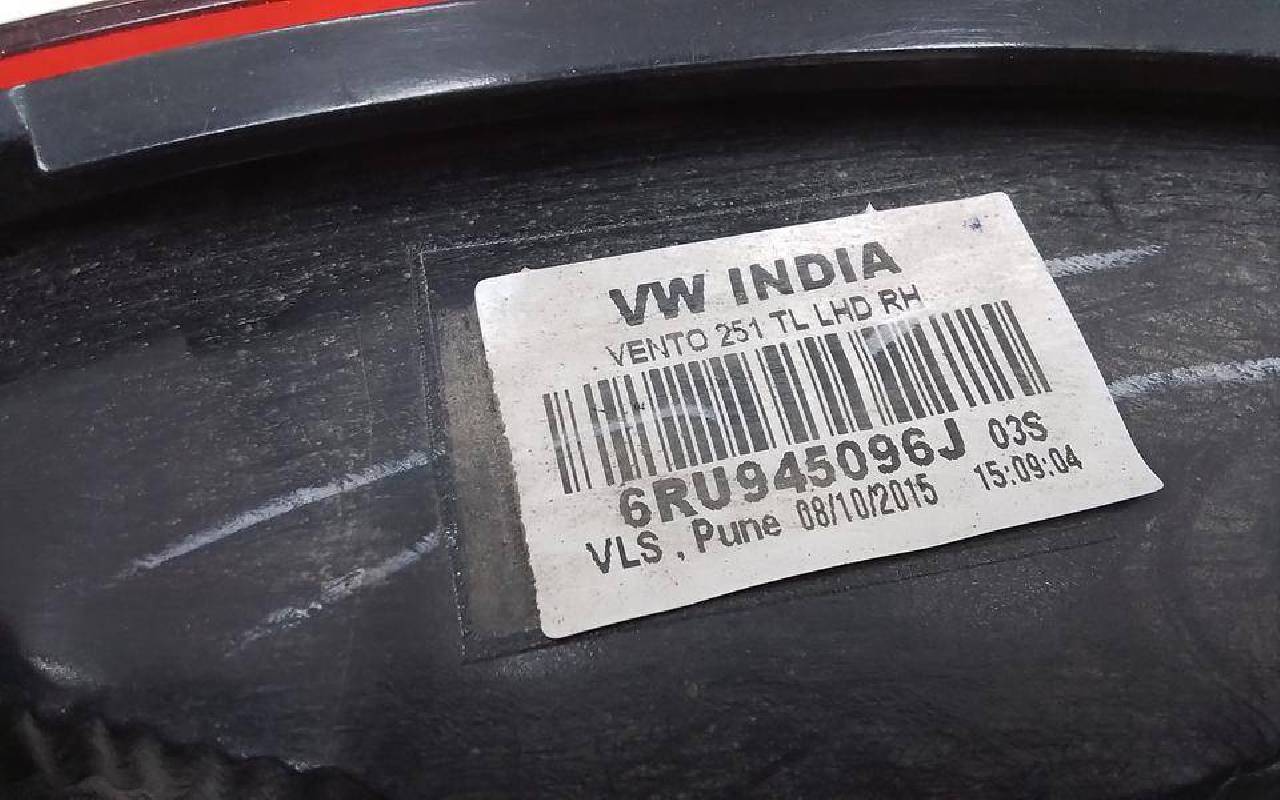 VW INDIA
VENTO 251 TL LHD RH
6RU945096J 03S
VLS , Pune 08/10/2015 15:09:04